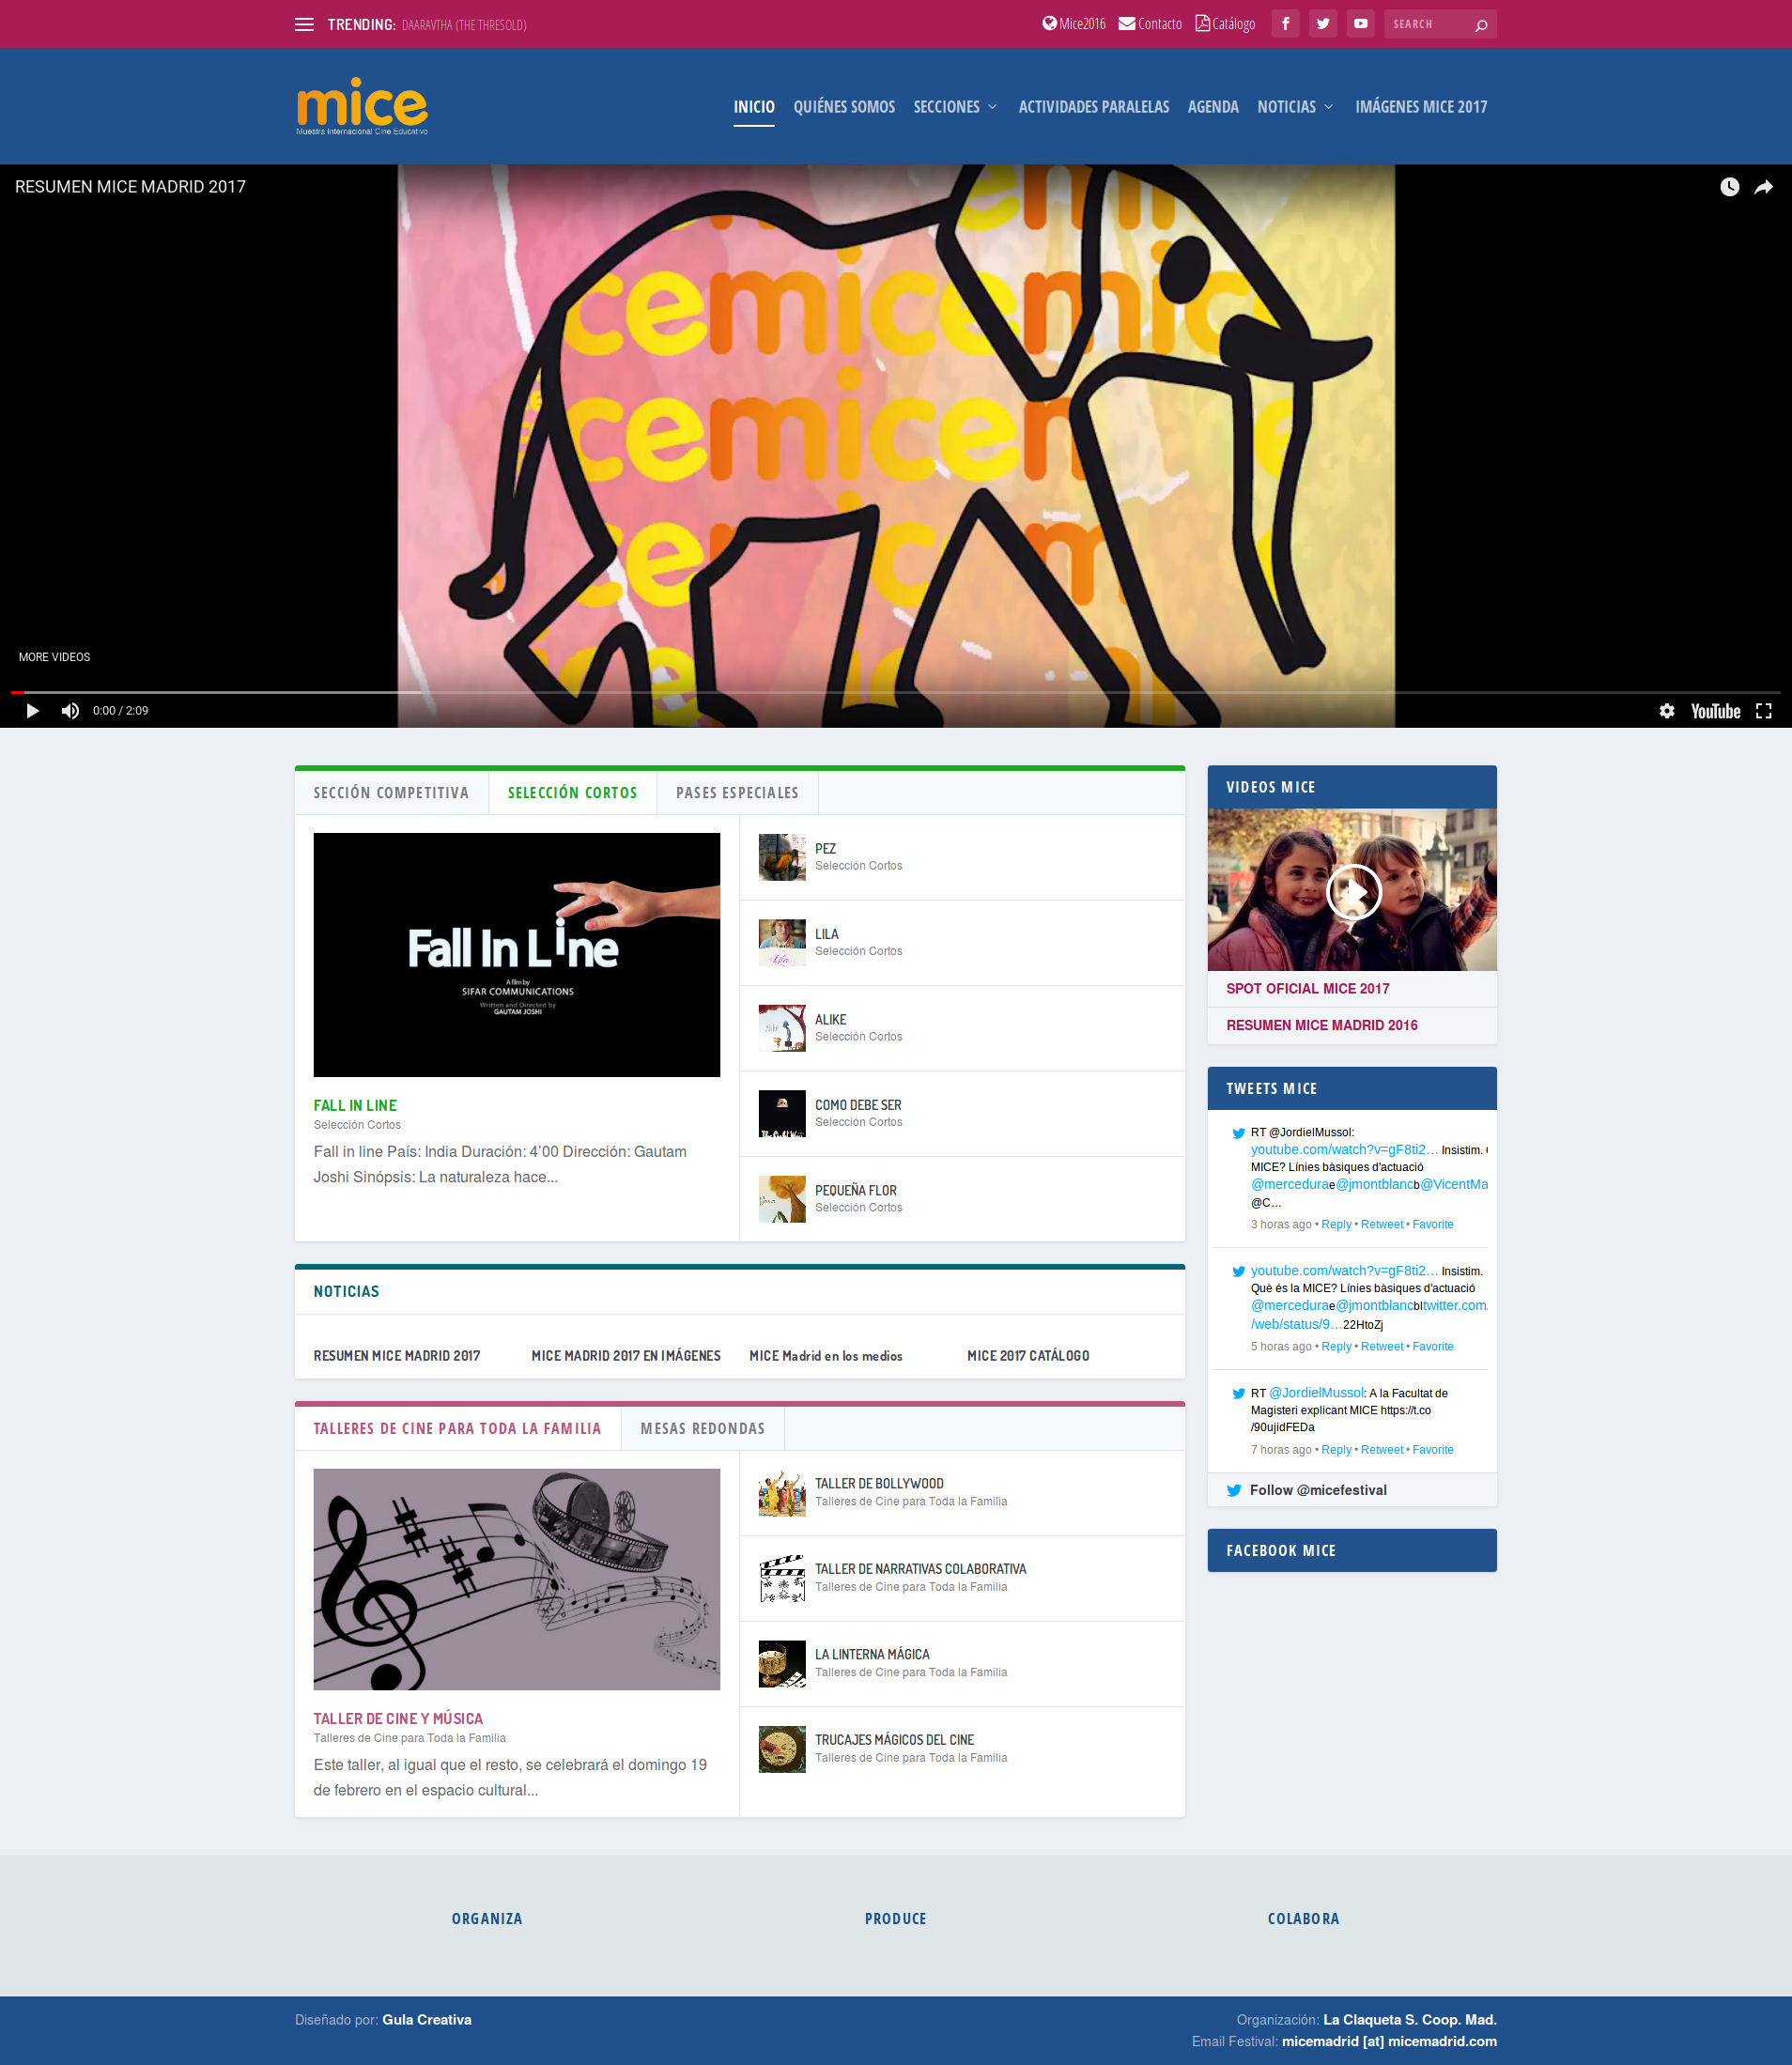 TRENDING: DAARAVTHA (THE THRESOLD)
Mice2016 Contacto Catálogo SEARCH
mice
Muestra Internacional Cine Educativo
INICIO QUIÉNES SOMOS SECCIONES ACTIVIDADES PARALELAS AGENDA NOTICIAS IMÁGENES MICE 2017
RESUMEN MICE MADRID 2017
cemicemic
cemicem
cemicen
MORE VIDEOS
0:00 / 2:09
YouTube
SECCIÓN COMPETITIVA SELECCIÓN CORTOS PASES ESPECIALES
Fall In Line
A film by
SIFAR COMMUNICATIONS
Written and Directed by
GAUTAM JOSHI
FALL IN LINE
Selección Cortos
Fall in line País: India Duración: 4’00 Dirección: Gautam
Joshi Sinópsis: La naturaleza hace...
PEZ
Selección Cortos
LILA
Selección Cortos
ALIKE
Selección Cortos
COMO DEBE SER
Selección Cortos
PEQUEÑA FLOR
Selección Cortos
NOTICIAS
RESUMEN MICE MADRID 2017 MICE MADRID 2017 EN IMÁGENES MICE Madrid en los medios MICE 2017 CATÁLOGO
TALLERES DE CINE PARA TODA LA FAMILIA MESAS REDONDAS
TALLER DE CINE Y MÚSICA
Talleres de Cine para Toda la Familia
Este taller, al igual que el resto, se celebrará el domingo 19
de febrero en el espacio cultural...
TALLER DE BOLLYWOOD
Talleres de Cine para Toda la Familia
TALLER DE NARRATIVAS COLABORATIVA
Talleres de Cine para Toda la Familia
LA LINTERNA MÁGICA
Talleres de Cine para Toda la Familia
TRUCAJES MÁGICOS DEL CINE
Talleres de Cine para Toda la Familia
VIDEOS MICE
SPOT OFICIAL MICE 2017
RESUMEN MICE MADRID 2016
TWEETS MICE
RT @JordielMussol:
youtube.com/watch?v=gF8ti2… Insistim.
MICE? Línies bàsiques d'actuació
@mercedurae@jmontblancb@VicentMa
@C…
3 horas ago • Reply • Retweet • Favorite
youtube.com/watch?v=gF8ti2… Insistim.
Què és la MICE? Línies bàsiques d'actuació
@mercedurae@jmontblancbltwitter.com
/web/status/9…22HtoZj
5 horas ago • Reply • Retweet • Favorite
RT @JordielMussol: A la Facultat de
Magisteri explicant MICE https://t.co
/90ujidFEDa
7 horas ago • Reply • Retweet • Favorite
Follow @micefestival
FACEBOOK MICE
ORGANIZA PRODUCE COLABORA
Diseñado por: Gula Creativa
Organización: La Claqueta S. Coop. Mad.
Email Festival: micemadrid [at] micemadrid.com